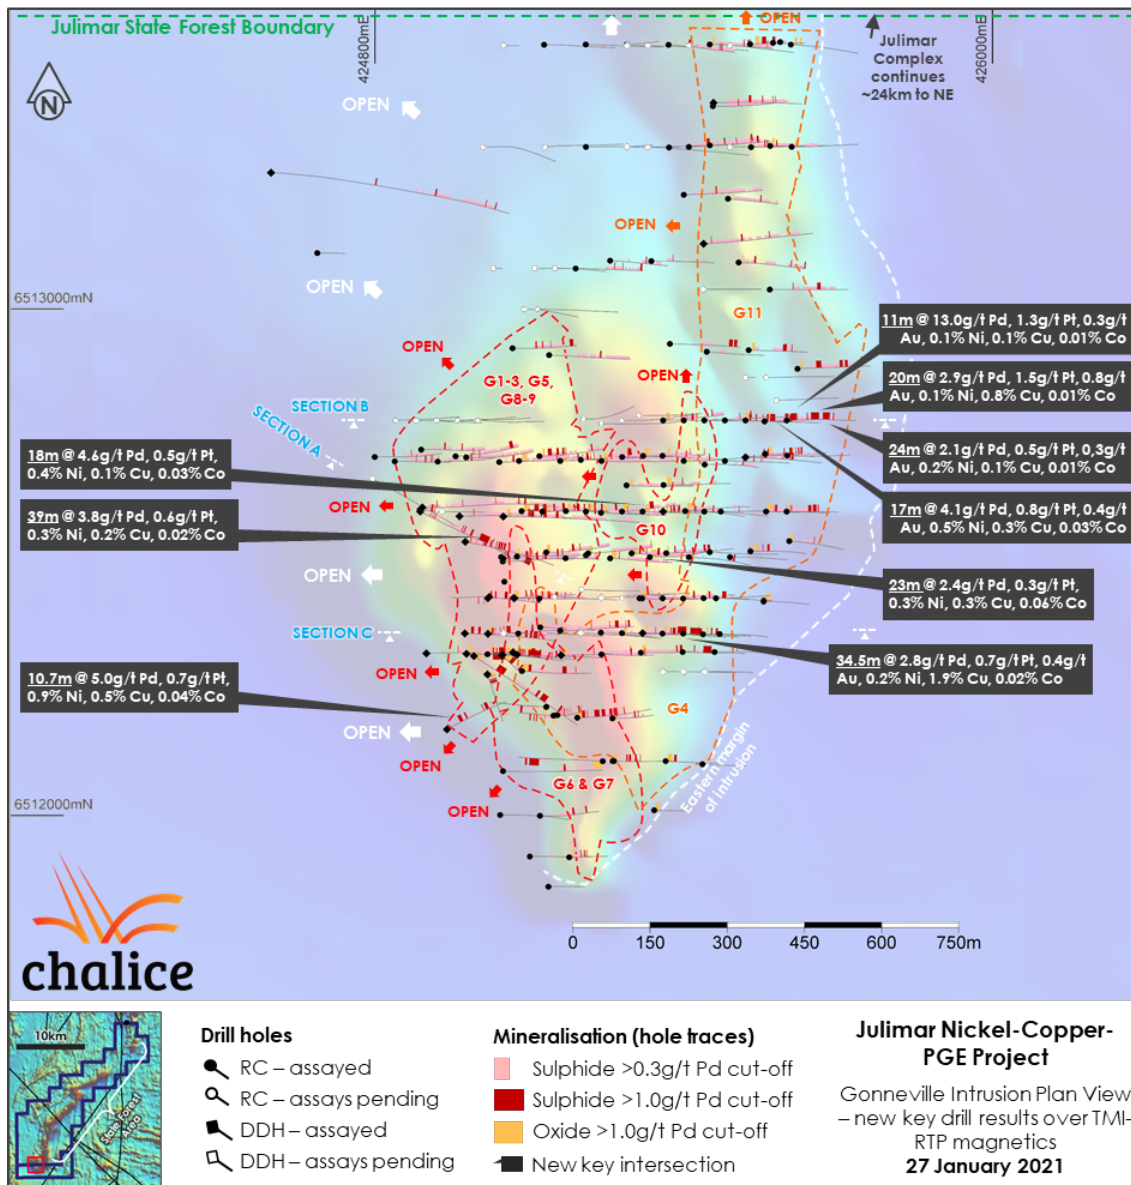 Julimar State Forest Boundary
424800mE
OPEN
426000mE
Julimar
Complex
continues
~24km to NE
N
OPEN
OPEN
OPEN
6513000mN
G11
11m @ 13.0g/t Pd, 1.3g/t Pt, 0.3g/t
Au, 0.1% Ni, 0.1% Cu, 0.01% Co
OPEN
G1-3, G5,
G8-9
OPEN
20m @ 2.9g/t Pd, 1.5g/t Pt, 0.8g/t
Au, 0.1% Ni, 0.8% Cu, 0.01% Co
SECTION B
SECTION A
24m @ 2.1g/t Pd, 0.5g/t Pt, 0,3g/t
Au, 0.2% Ni, 0.1% Cu, 0.01% Co
18m @ 4.6g/t Pd, 0.5g/t Pt,
0.4% Ni, 0.1% Cu, 0.03% Co
17m @ 4.1g/t Pd, 0.8g/t Pt, 0.4g/t
Au, 0.5% Ni, 0.3% Cu, 0.03% Co
OPEN
39m @ 3.8g/t Pd, 0.6g/t Pt,
0.3% Ni, 0.2% Cu, 0.02% Co
G10
OPEN
23m @ 2.4g/t Pd, 0.3g/t Pt,
0.3% Ni, 0.3% Cu, 0.06% Co
SECTION C
34.5m @ 2.8g/t Pd, 0.7g/t Pt, 0.4g/t
Au, 0.2% Ni, 1.9% Cu, 0.02% Co
10.7m @ 5.0g/t Pd, 0.7g/t Pt,
0.9% Ni, 0.5% Cu, 0.04% Co
OPEN
G4
OPEN
OPEN
G6 & G7
OPEN
Eastern margin
of intrusion
6512000mN
chalice
0 150 300 450 600 750m
10km
State Forest
Area
Drill holes
RC – assayed
RC – assays pending
DDH – assayed
DDH – assays pending
Mineralisation (hole traces)
Sulphide >0.3g/t Pd cut-off
Sulphide >1.0g/t Pd cut-off
Oxide >1.0g/t Pd cut-off
New key intersection
Julimar Nickel-Copper-
PGE Project
Gonneville Intrusion Plan View
– new key drill results over TMI-
RTP magnetics
27 January 2021